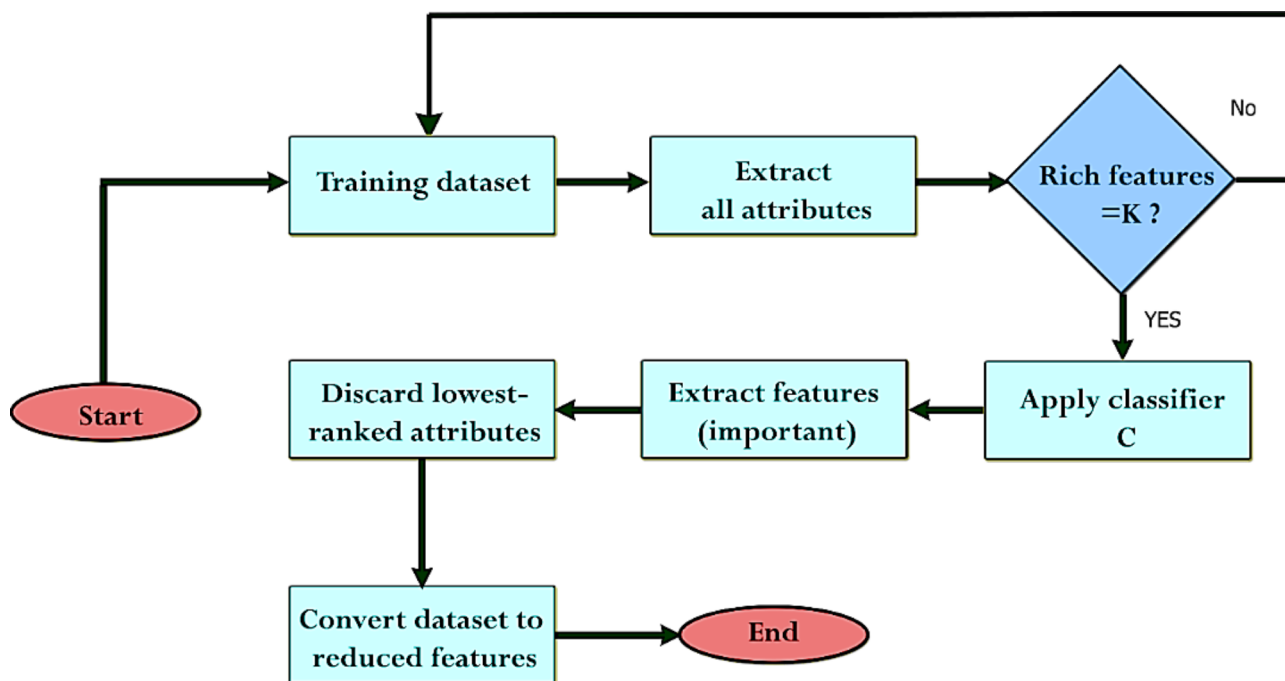 Training dataset
Extract
all attributes
Rich features
=K ?
No
YES
Start
Discard lowest-
ranked attributes
Extract features
(important)
Apply classifier
C
Convert dataset to
reduced features
End